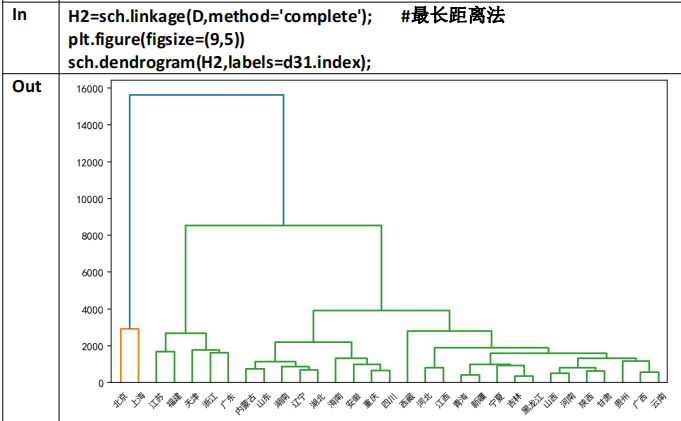 In
H2=sch.linkage(D,method='complete'); #最长距离法
plt.figure(figsize=(9,5))
sch.dendrogram(H2,labels=d31.index);
Out
16000
14000
12000
10000
8000
6000
4000
2000
0
北京 上海 江苏 福建 天津 浙江 广东 内蒙古 山东 湖南 辽宁 湖北 海南 安徽 重庆 四川 西藏 河北 江西 青海 新疆 宁夏 吉林 黑龙江 山西 河南 陕西 甘肃 贵州 广西 云南